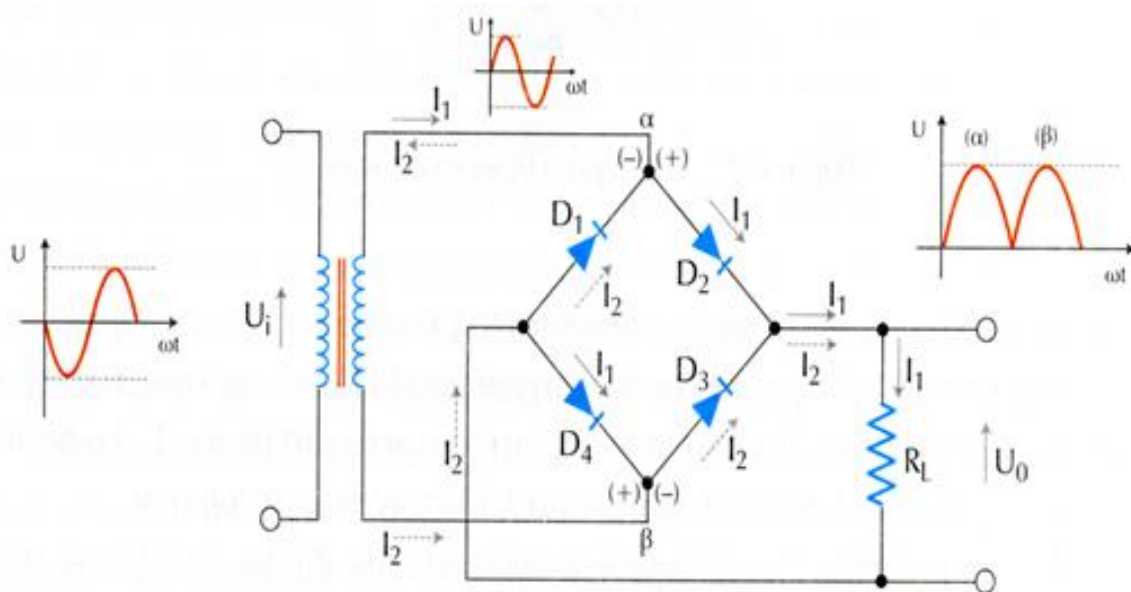 U
ωt
I₁
I₂
α
(–) (+)
U
(α)
(β)
ωt
D₁
I₁
D₂
I₂
U
ωt
Uᵢ
I₁
I₂
I₁
D₃
I₁
I₂
D₄
I₂
R_L
U₀
(+) (–)
I₂
β